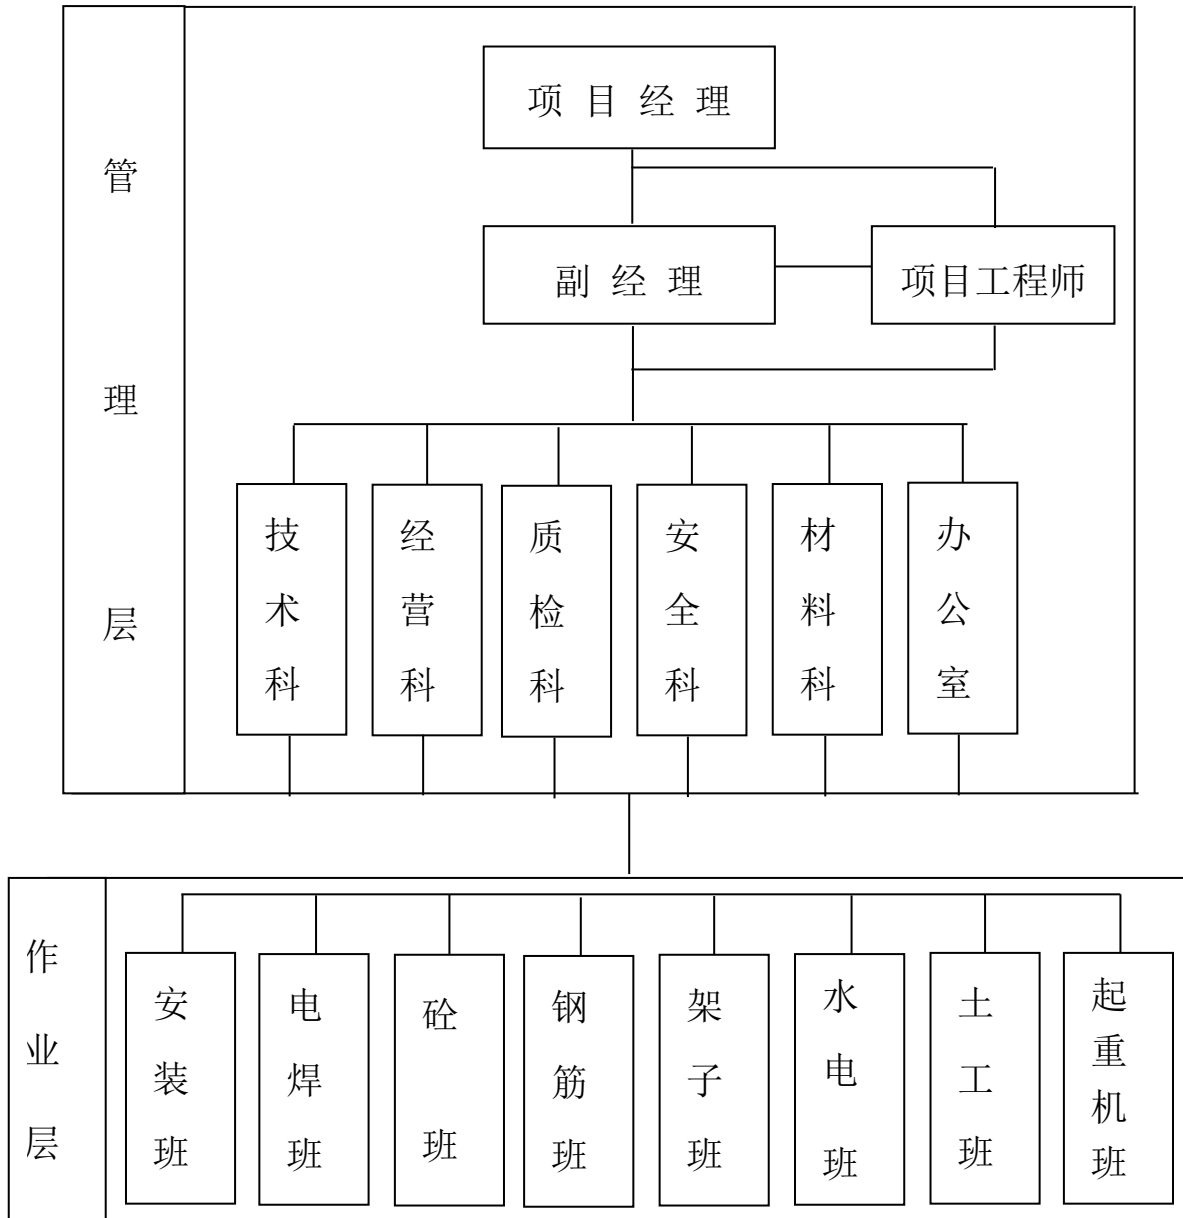 管理层
项目经理
副经理
项目工程师
技术科
经营科
质检科
安全科
材料科
办公室
作业层
安装班
电焊班
砼班
钢筋班
架子班
水电班
土工班
起重机班